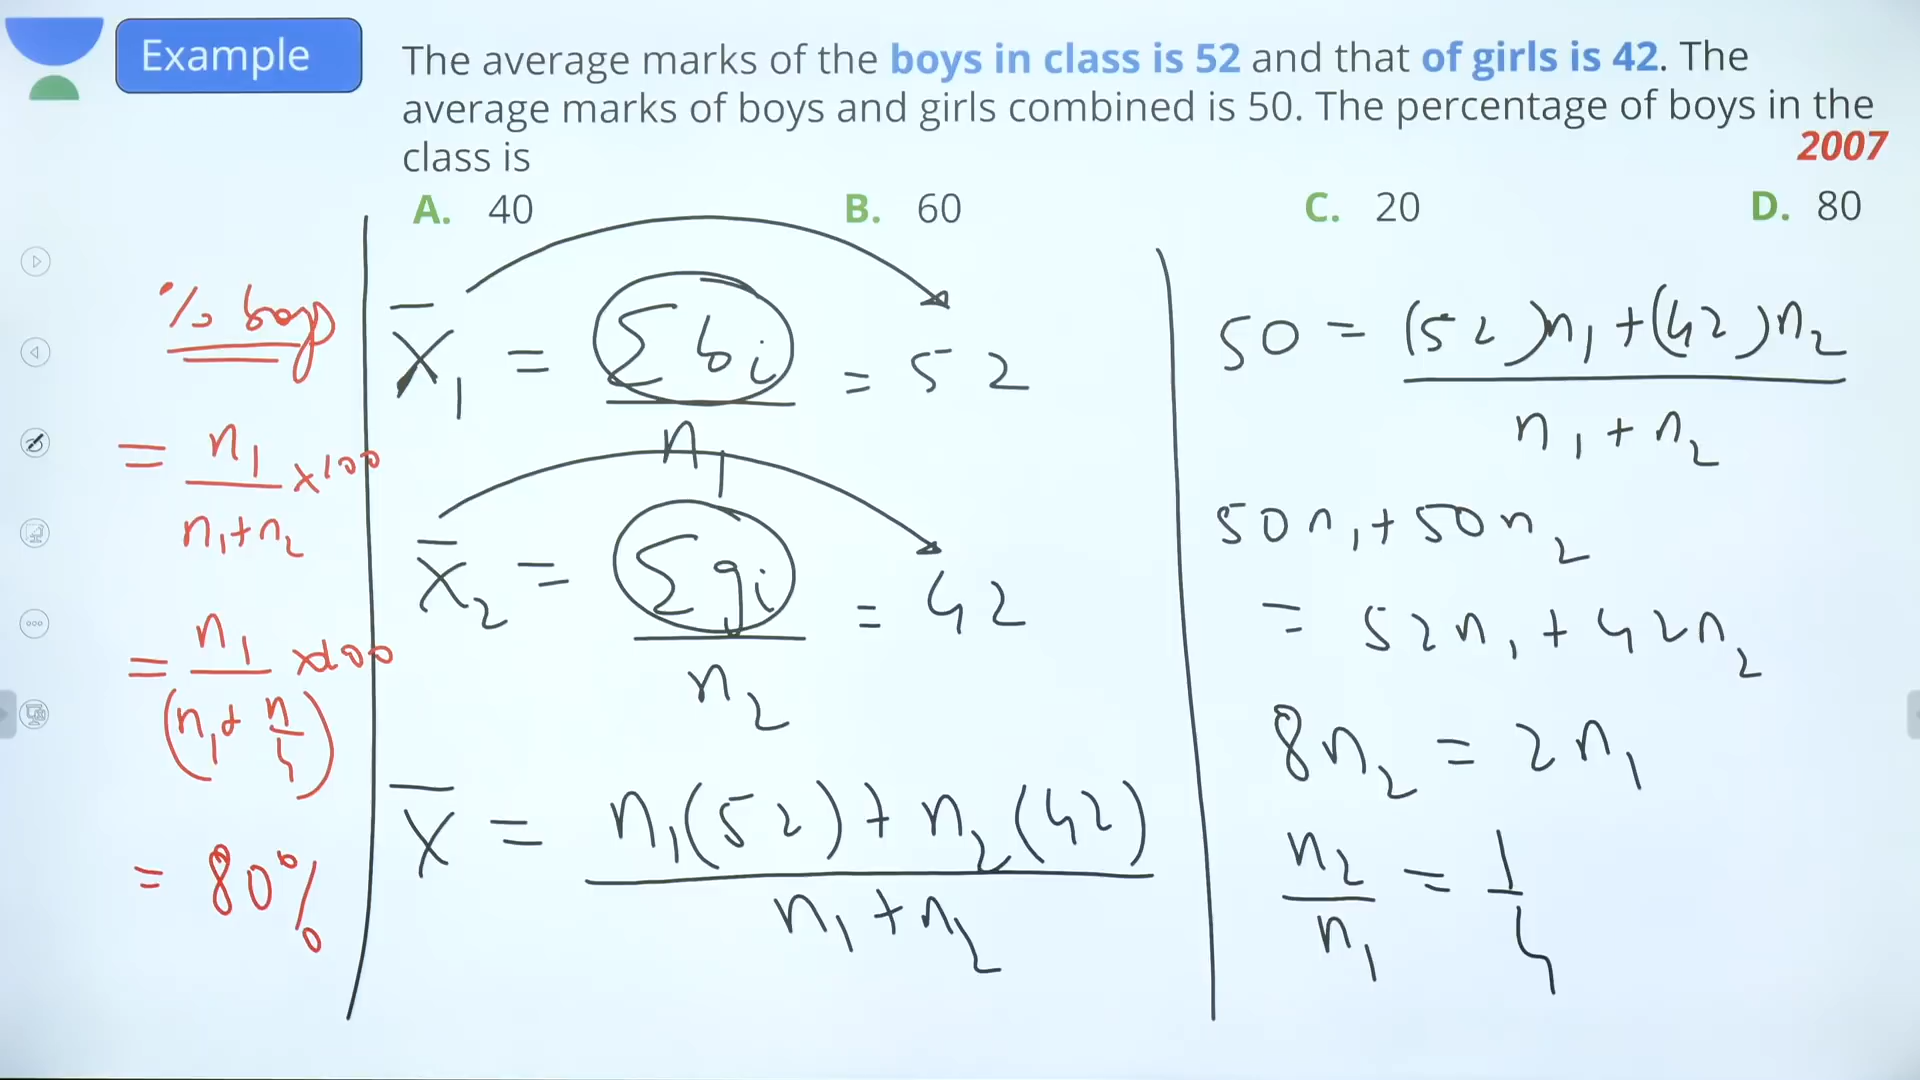 Example
The average marks of the boys in class is 52 and that of girls is 42. The
average marks of boys and girls combined is 50. The percentage of boys in the
class is
2007
A. 40 B. 60 C. 20 D. 80
% boys
= n₁/(n₁+n₂) ×100
= n₁/(n₁+n/4) ×100
= 80%
X̄₁ = Σbᵢ/n₁ = 52
X̄₂ = Σgᵢ/n₂ = 42
X̄ = (n₁(52)+n₂(42))/(n₁+n₂)
50 = ((52)n₁+(42)n₂)/(n₁+n₂)
50n₁+50n₂
= 52n₁+42n₂
8n₂ = 2n₁
n₂/n₁ = 1/4